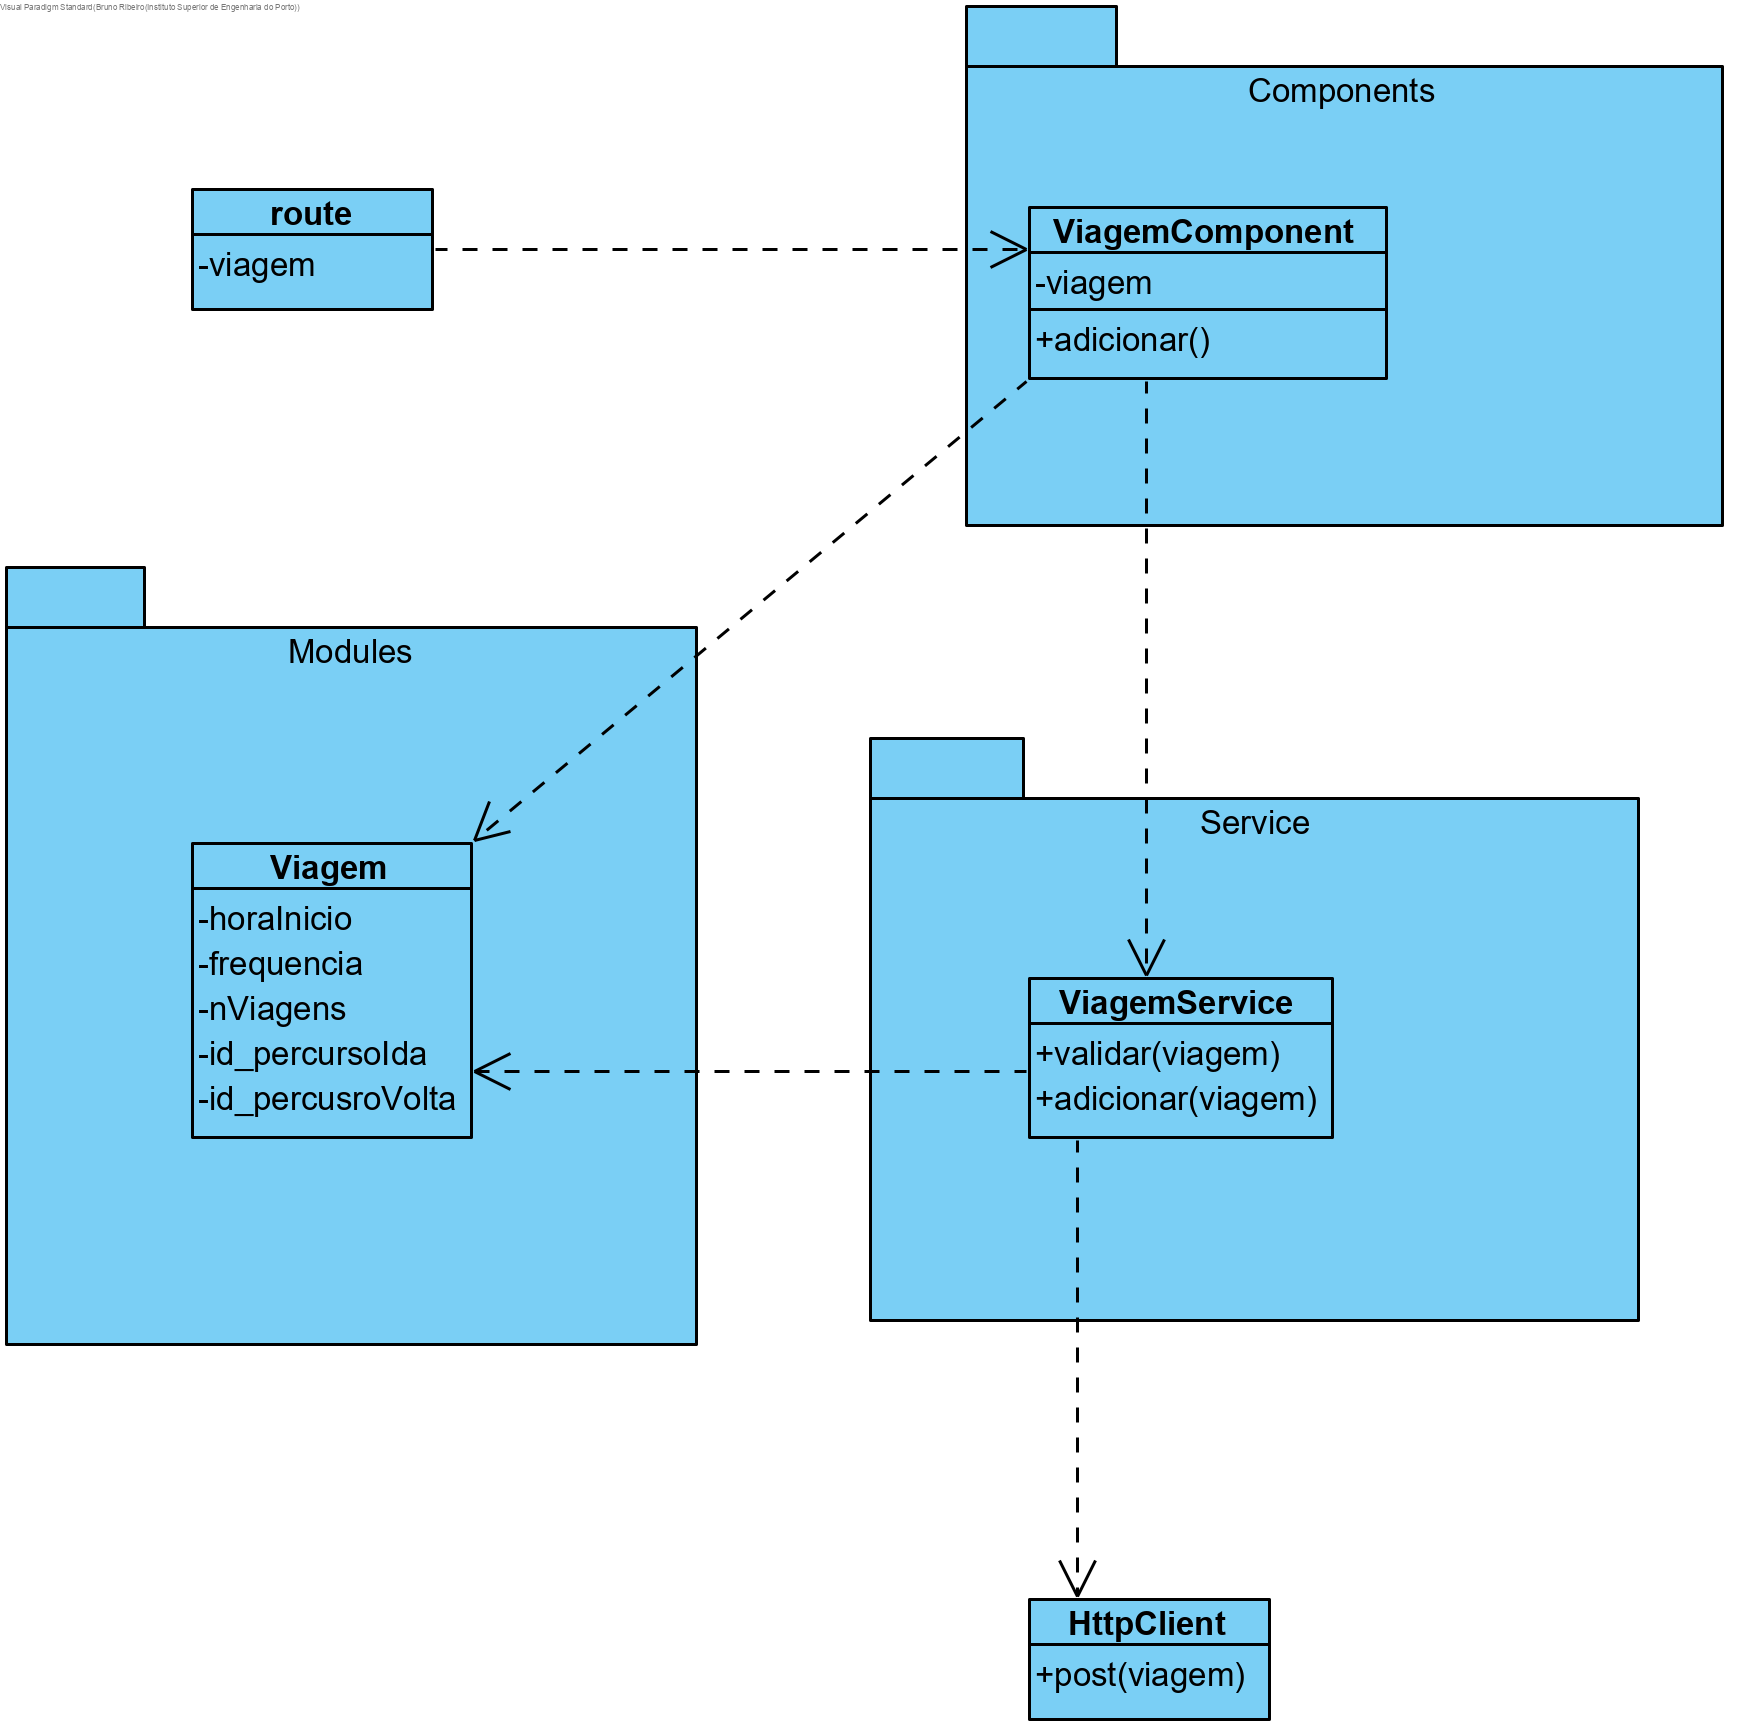 Visual Paradigm Standard(Bruno Ribeiro(Instituto Superior de Engenharia do Porto))
Components
route
-viagem
ViagemComponent
-viagem
+adicionar()
Modules
Viagem
-horaInicio
-frequencia
-nViagens
-id_percursoIda
-id_percusroVolta
Service
ViagemService
+validar(viagem)
+adicionar(viagem)
HttpClient
+post(viagem)